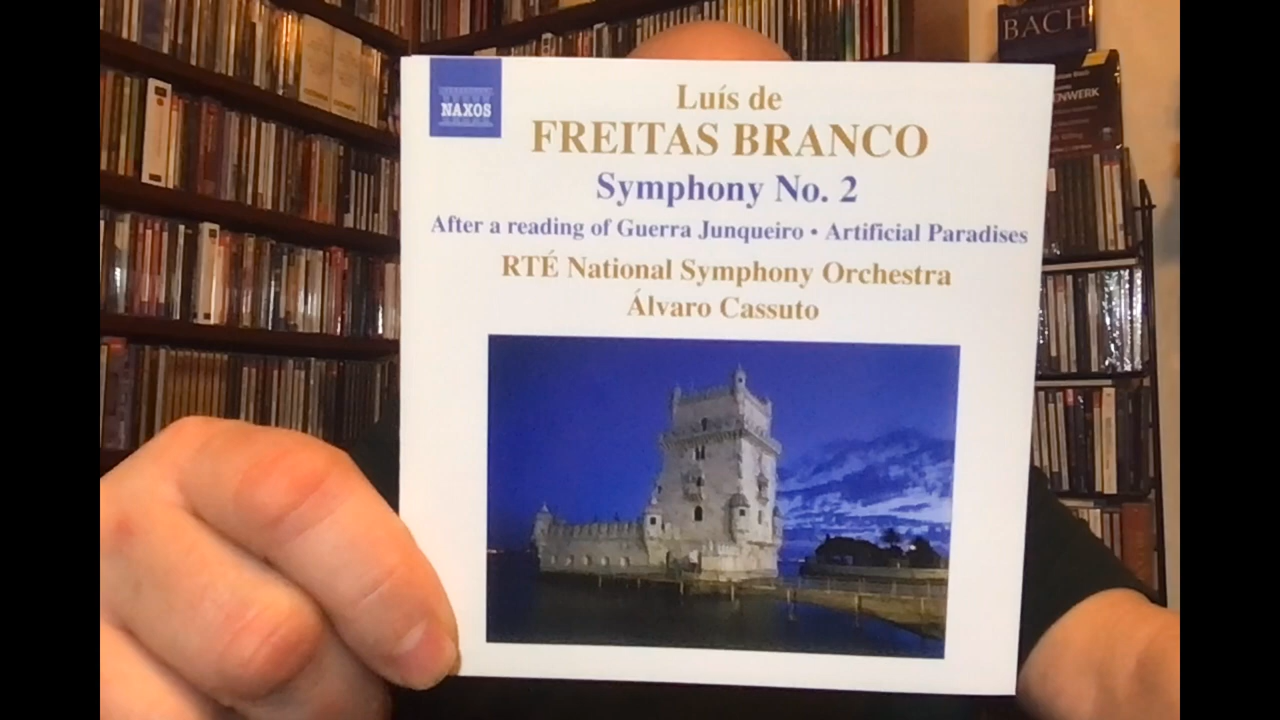 NAXOS
Luís de
FREITAS BRANCO
Symphony No. 2
After a reading of Guerra Junqueiro • Artificial Paradises
RTÉ National Symphony Orchestra
Álvaro Cassuto
BACH